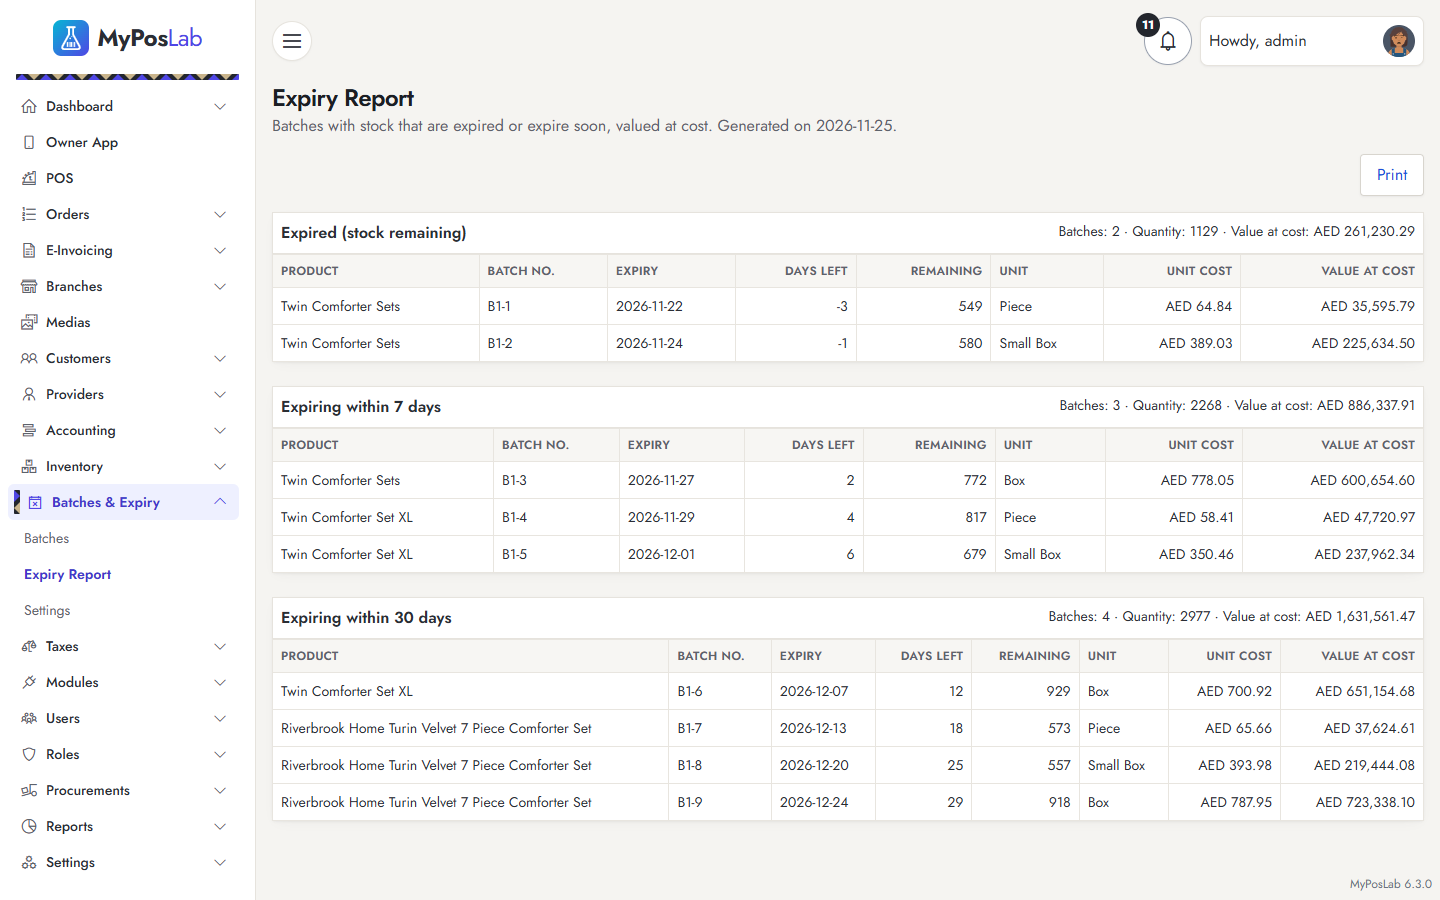 MyPosLab
11
Howdy, admin
Dashboard
Owner App
POS
Orders
E-Invoicing
Branches
Medias
Customers
Providers
Accounting
Inventory
Batches & Expiry
Batches
Expiry Report
Settings
Taxes
Modules
Users
Roles
Procurements
Reports
Settings
Expiry Report
Batches with stock that are expired or expire soon, valued at cost. Generated on 2026-11-25.
Print
Expired (stock remaining) Batches: 2 · Quantity: 1129 · Value at cost: AED 261,230.29
PRODUCT BATCH NO. EXPIRY DAYS LEFT REMAINING UNIT UNIT COST VALUE AT COST
Twin Comforter Sets B1-1 2026-11-22 -3 549 Piece AED 64.84 AED 35,595.79
Twin Comforter Sets B1-2 2026-11-24 -1 580 Small Box AED 389.03 AED 225,634.50
Expiring within 7 days Batches: 3 · Quantity: 2268 · Value at cost: AED 886,337.91
PRODUCT BATCH NO. EXPIRY DAYS LEFT REMAINING UNIT UNIT COST VALUE AT COST
Twin Comforter Sets B1-3 2026-11-27 2 772 Box AED 778.05 AED 600,654.60
Twin Comforter Set XL B1-4 2026-11-29 4 817 Piece AED 58.41 AED 47,720.97
Twin Comforter Set XL B1-5 2026-12-01 6 679 Small Box AED 350.46 AED 237,962.34
Expiring within 30 days Batches: 4 · Quantity: 2977 · Value at cost: AED 1,631,561.47
PRODUCT BATCH NO. EXPIRY DAYS LEFT REMAINING UNIT UNIT COST VALUE AT COST
Twin Comforter Set XL B1-6 2026-12-07 12 929 Box AED 700.92 AED 651,154.68
Riverbrook Home Turin Velvet 7 Piece Comforter Set B1-7 2026-12-13 18 573 Piece AED 65.66 AED 37,624.61
Riverbrook Home Turin Velvet 7 Piece Comforter Set B1-8 2026-12-20 25 557 Small Box AED 393.98 AED 219,444.08
Riverbrook Home Turin Velvet 7 Piece Comforter Set B1-9 2026-12-24 29 918 Box AED 787.95 AED 723,338.10
MyPosLab 6.3.0